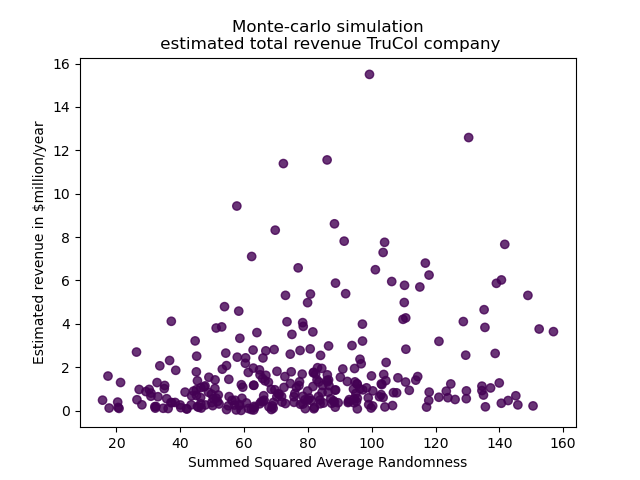 Monte-carlo simulation
estimated total revenue TruCol company
Estimated revenue in $million/year
16
14
12
10
8
6
4
2
0
20 40 60 80 100 120 140 160
Summed Squared Average Randomness